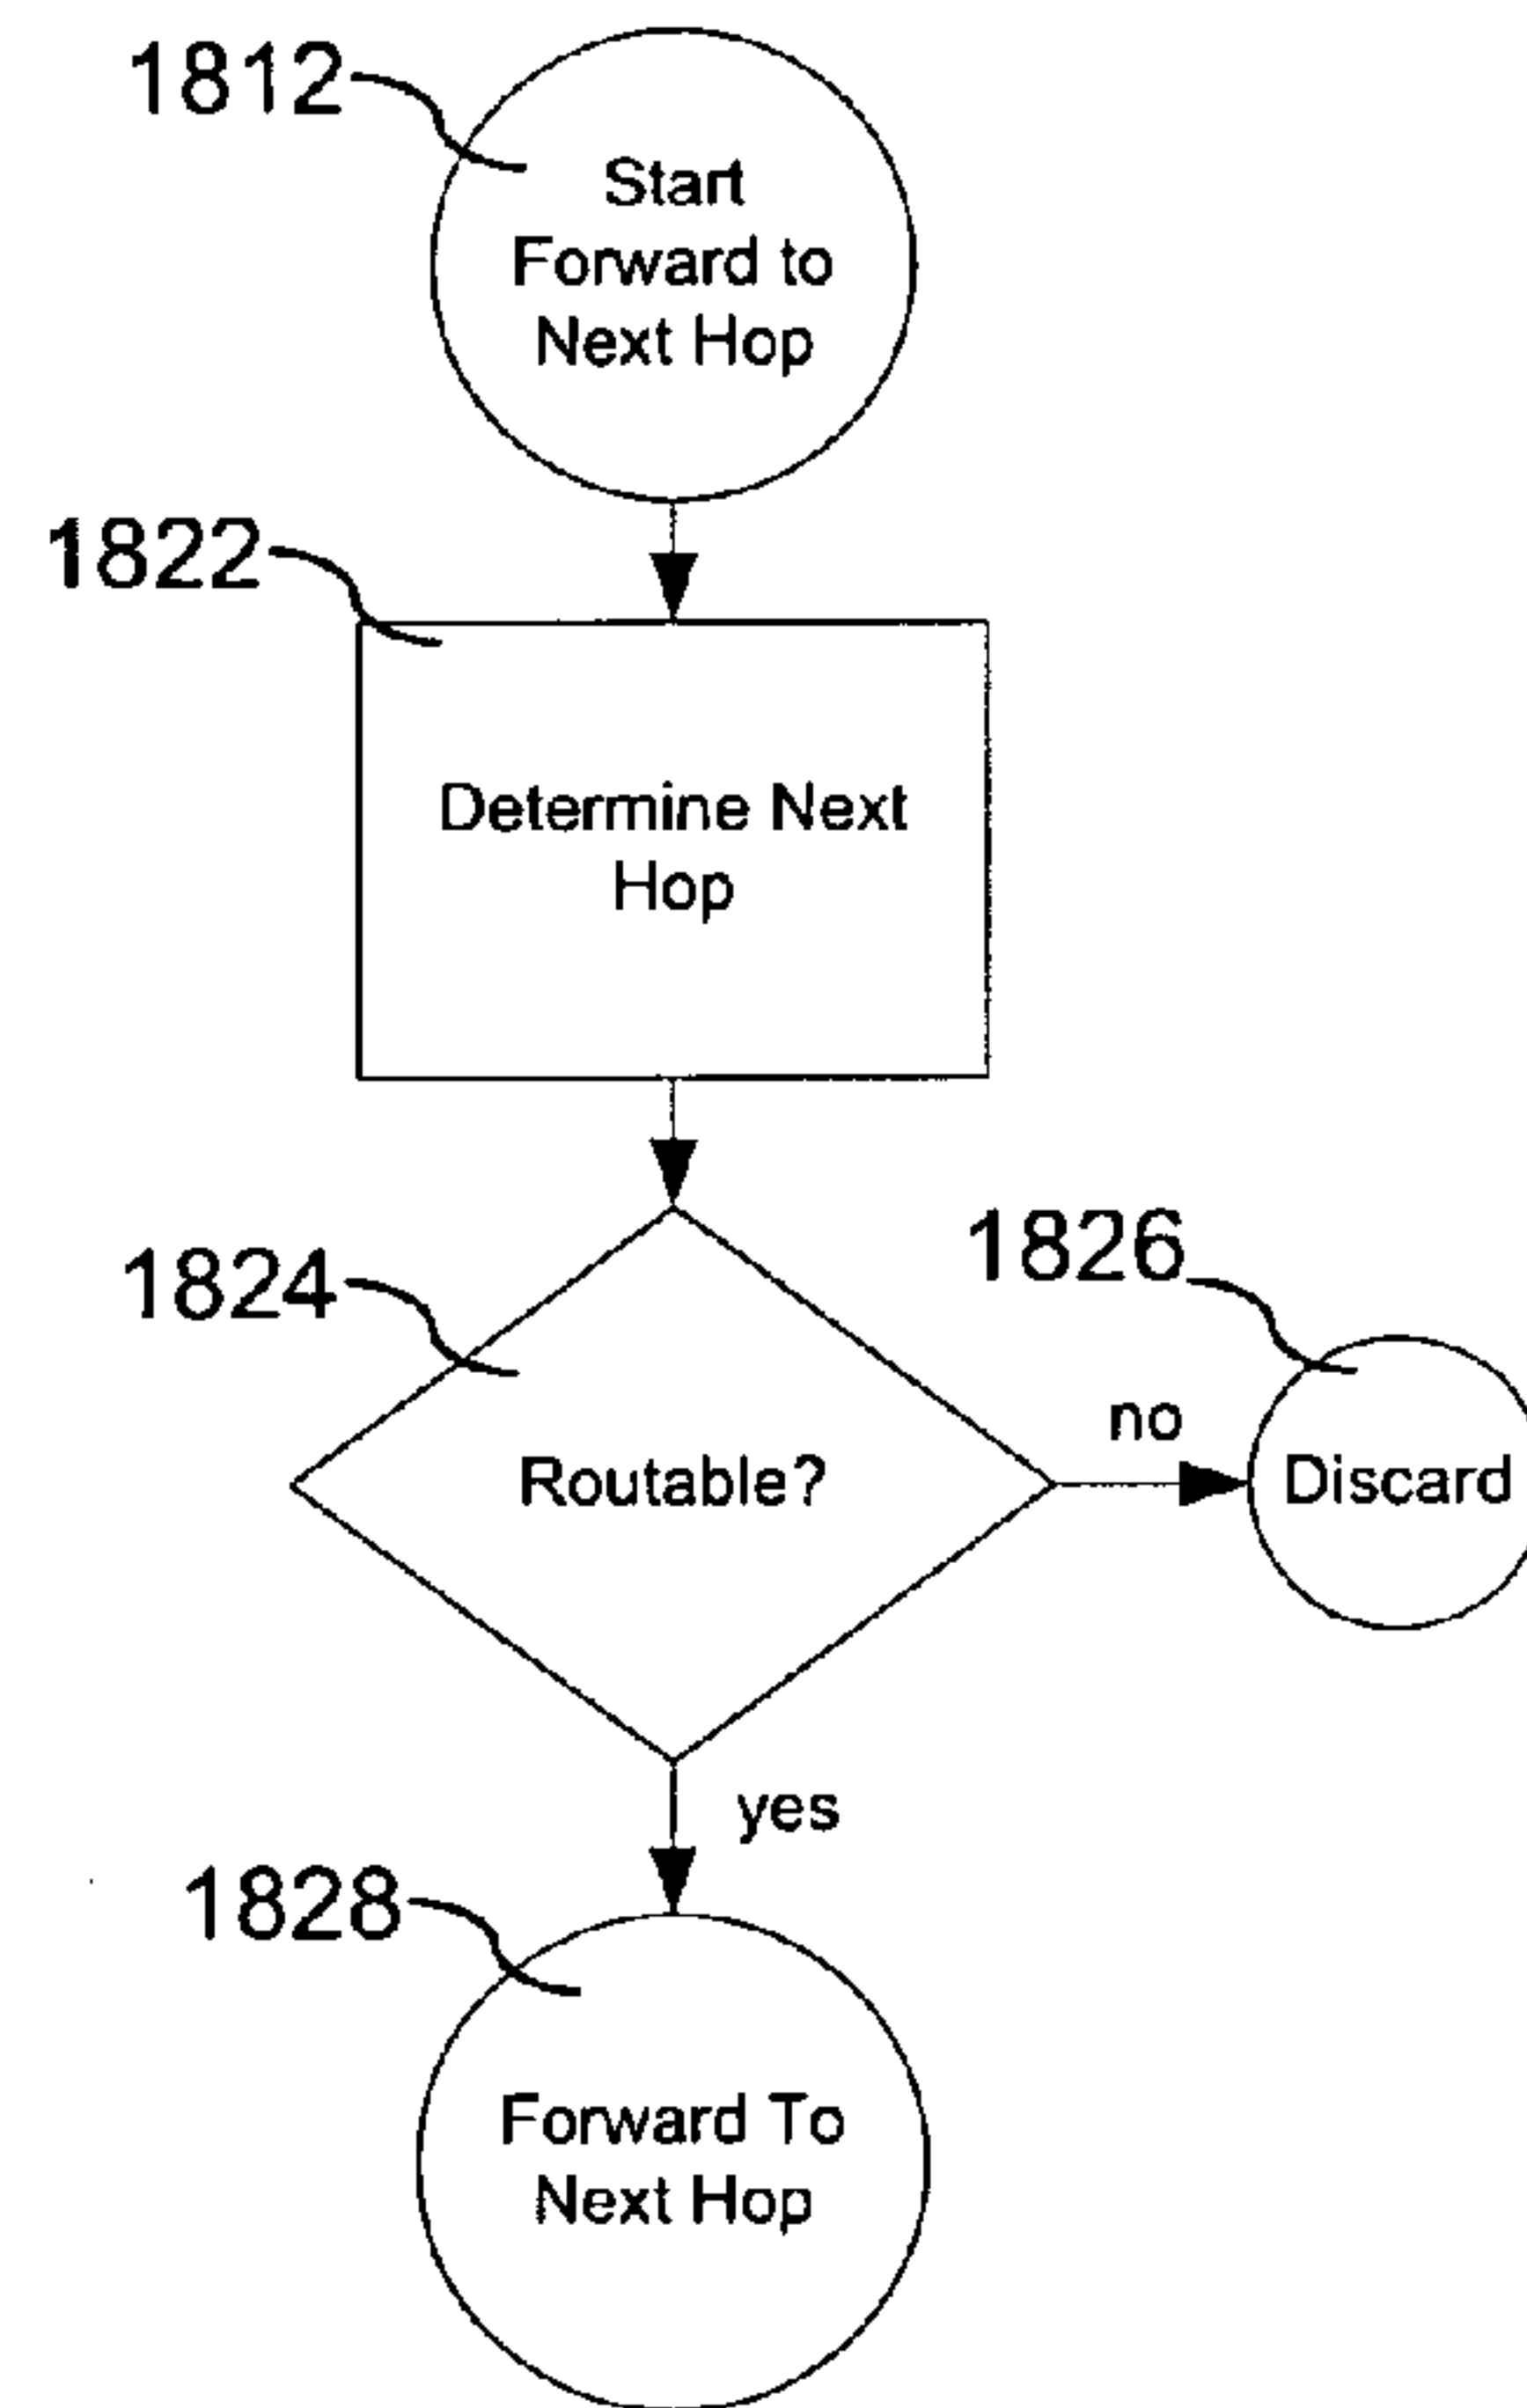 1812
Start
Forward to
Next Hop
1822
Determine Next
Hop
1824
Routable?
1826
no
Discard
yes
1828
Forward To
Next Hop